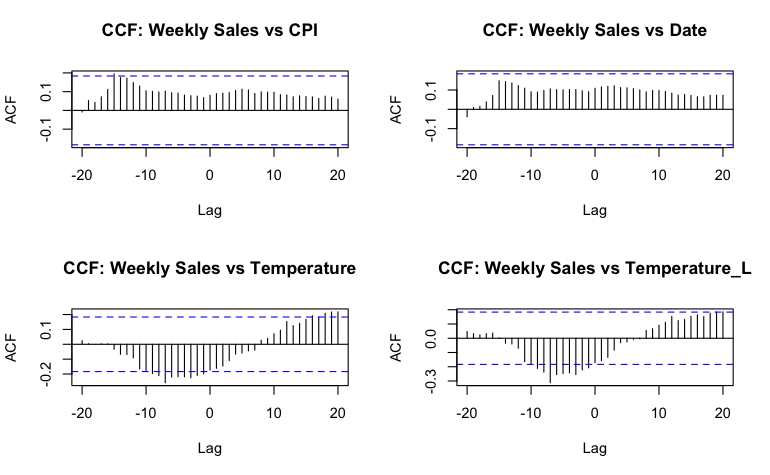 CCF: Weekly Sales vs CPI
ACF
0.1
-0.1
-20 -10 0 10 20
Lag
CCF: Weekly Sales vs Date
ACF
0.1
-0.1
-20 -10 0 10 20
Lag
CCF: Weekly Sales vs Temperature
ACF
0.1
-0.2
-20 -10 0 10 20
Lag
CCF: Weekly Sales vs Temperature_L
ACF
0.0
-0.3
-20 -10 0 10 20
Lag